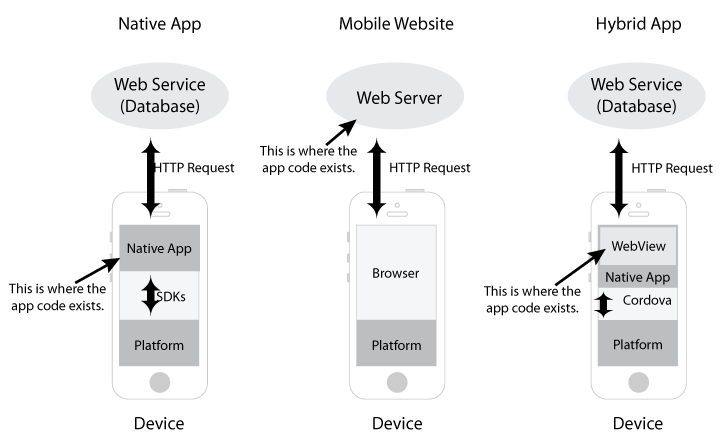 Native App
Mobile Website
Hybrid App
Web Service
(Database)
Web Server
Web Service
(Database)
This is where the
app code exists.
HTTP Request
HTTP Request
HTTP Request
Native App
SDKs
Platform
This is where the
app code exists.
Browser
Platform
WebView
Native App
Cordova
Platform
This is where the
app code exists.
Device
Device
Device